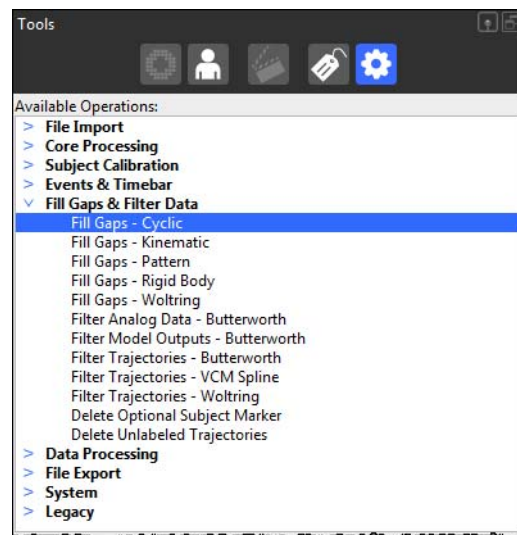 Tools
Available Operations:
> File Import
> Core Processing
> Subject Calibration
> Events & Timebar
Fill Gaps & Filter Data
Fill Gaps - Cyclic
Fill Gaps - Kinematic
Fill Gaps - Pattern
Fill Gaps - Rigid Body
Fill Gaps - Woltring
Filter Analog Data - Butterworth
Filter Model Outputs - Butterworth
Filter Trajectories - Butterworth
Filter Trajectories - VCM Spline
Filter Trajectories - Woltring
Delete Optional Subject Marker
Delete Unlabeled Trajectories
> Data Processing
> File Export
> System
> Legacy